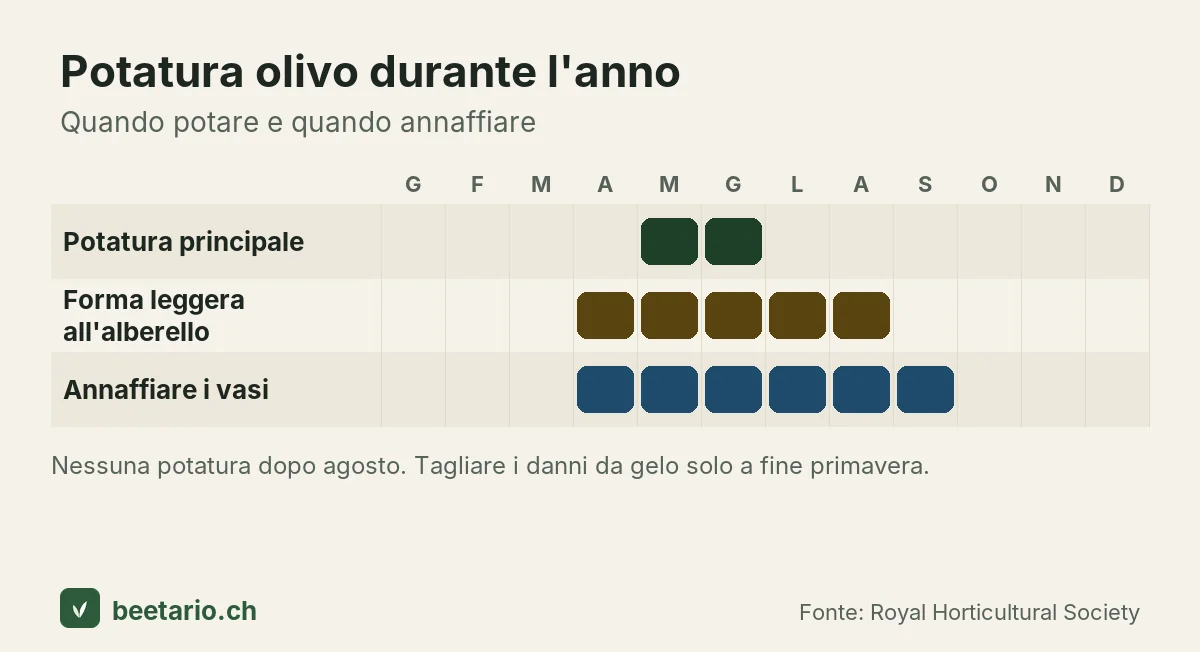 Potatura olivo durante l'anno
Quando potare e quando annaffiare
G F M A M G L A S O N D
Potatura principale
Forma leggera
all'alberello
Annaffiare i vasi
Nessuna potatura dopo agosto. Tagliare i danni da gelo solo a fine primavera.
beetario.ch
Fonte: Royal Horticultural Society